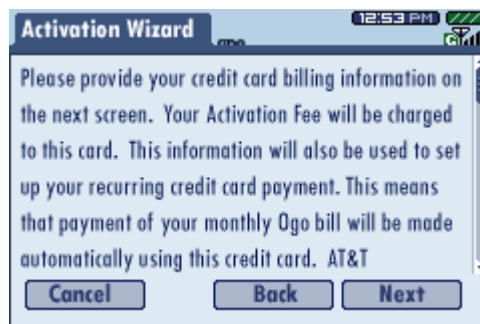 Activation Wizard
12:53 PM
G
Please provide your credit card billing information on
the next screen. Your Activation Fee will be charged
to this card. This information will also be used to set
up your recurring credit card payment. This means
that payment of your monthly Ogo bill will be made
automatically using this credit card. AT&T
Cancel Back Next